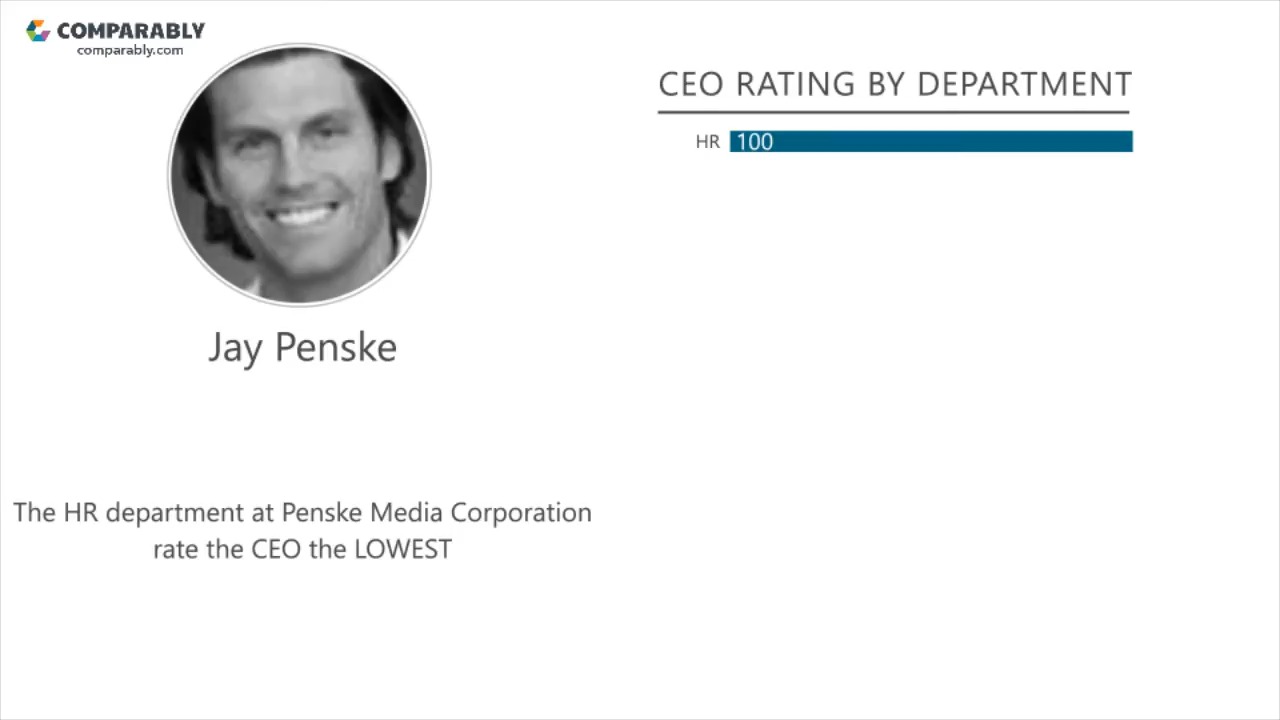 COMPARABLY
comparably.com
CEO RATING BY DEPARTMENT
HR 100
Jay Penske
The HR department at Penske Media Corporation
rate the CEO the LOWEST